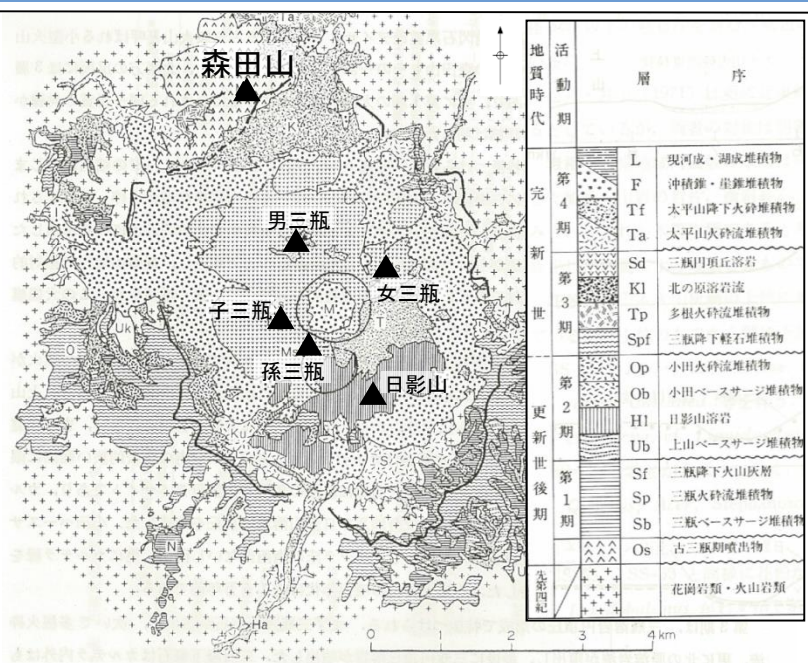 森田山
男三瓶
女三瓶
子三瓶
孫三瓶
日影山
Ta
K
M
T
Uk
O
Ms
Ku
S
N
U
Ha
0 1 2 3 4 km
地質時代 活動期 層 序
完新世
第4期
L 現河成・湖成堆積物
F 沖積錐・崖錐堆積物
Tf 太平山降下火砕堆積物
Ta 太平山火砕流堆積物
第3期
Sd 三瓶円頂丘溶岩
Kl 北の原溶岩流
Tp 多根火砕流堆積物
Spf 三瓶降下軽石堆積物
更新世後期
第2期
Op 小田火砕流堆積物
Ob 小田ベースサージ堆積物
Hl 日影山溶岩
Ub 上山ベースサージ堆積物
第1期
Sf 三瓶降下火山灰層
Sp 三瓶火砕流堆積物
Sb 三瓶ベースサージ堆積物
Os 古三瓶期噴出物
先第四紀
花崗岩類・火山岩類